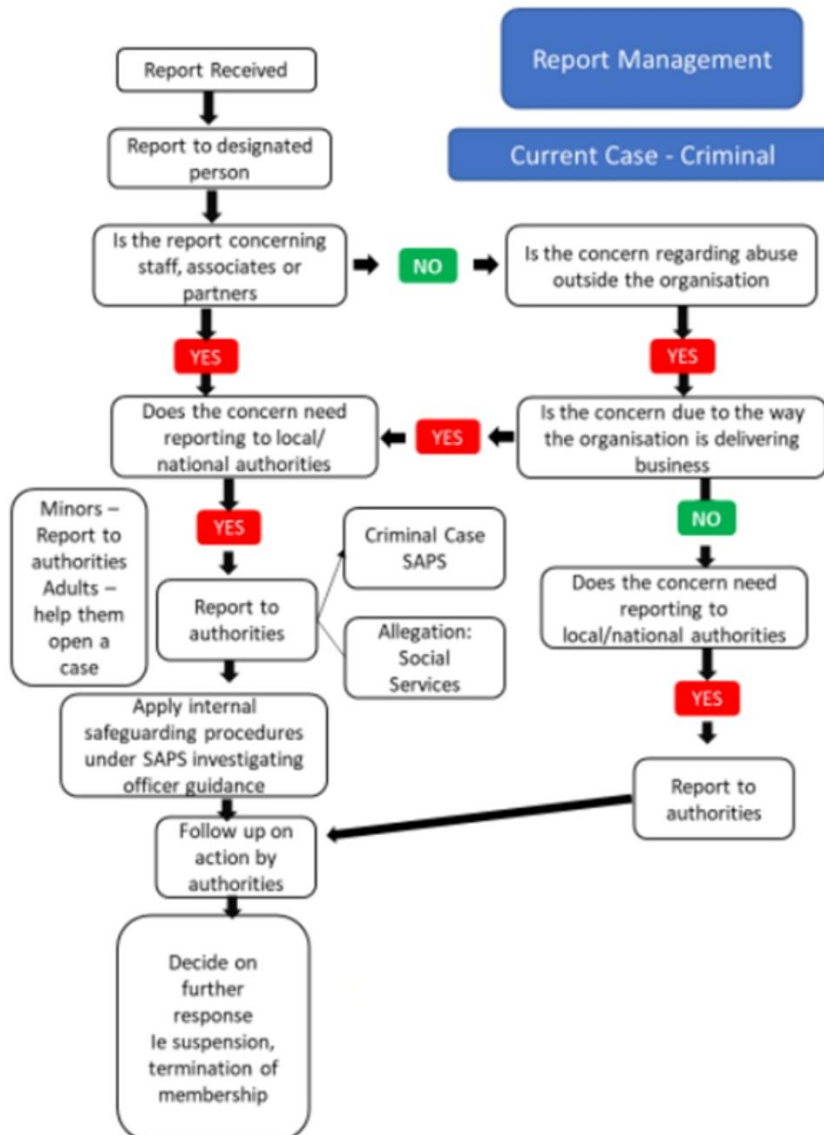 Report Management
Current Case - Criminal
Report Received
Report to designated
person
Is the report concerning
staff, associates or
partners
NO
Is the concern regarding abuse
outside the organisation
YES
YES
Does the concern need
reporting to local/
national authorities
YES
Is the concern due to the way
the organisation is delivering
business
Minors –
Report to
authorities
Adults –
help them
open a
case
YES
NO
Criminal Case
SAPS
Report to
authorities
Allegation:
Social
Services
Does the concern need
reporting to
local/national authorities
YES
Apply internal
safeguarding procedures
under SAPS investigating
officer guidance
Report to
authorities
Follow up on
action by
authorities
Decide on
further
response
Ie suspension,
termination of
membership